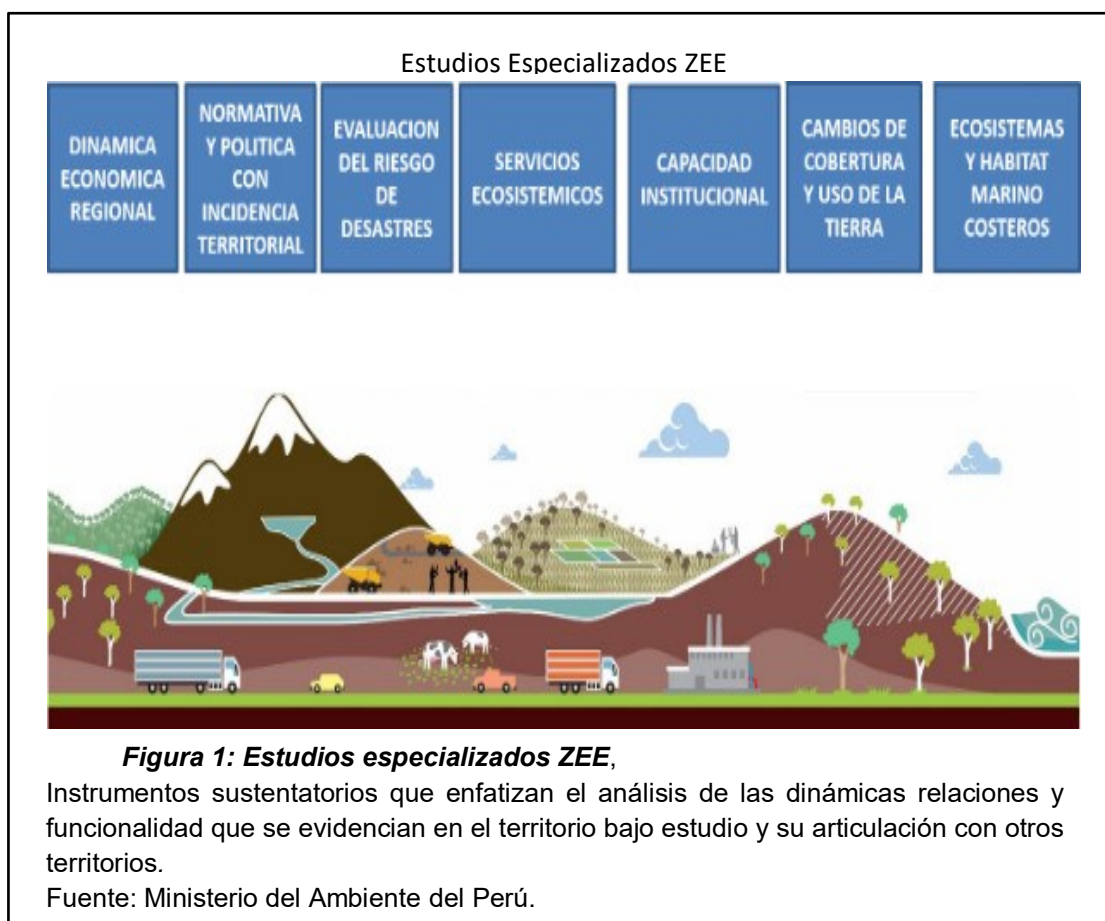 Estudios Especializados ZEE
DINAMICA
ECONOMICA
REGIONAL
NORMATIVA
Y POLITICA
CON
INCIDENCIA
TERRITORIAL
EVALUACION
DEL RIESGO
DE
DESASTRES
SERVICIOS
ECOSISTEMICOS
CAPACIDAD
INSTITUCIONAL
CAMBIOS DE
COBERTURA
Y USO DE LA
TIERRA
ECOSISTEMAS
Y HABITAT
MARINO
COSTEROS
Figura 1: Estudios especializados ZEE,
Instrumentos sustentatorios que enfatizan el análisis de las dinámicas relaciones y
funcionalidad que se evidencian en el territorio bajo estudio y su articulación con otros
territorios.
Fuente: Ministerio del Ambiente del Perú.